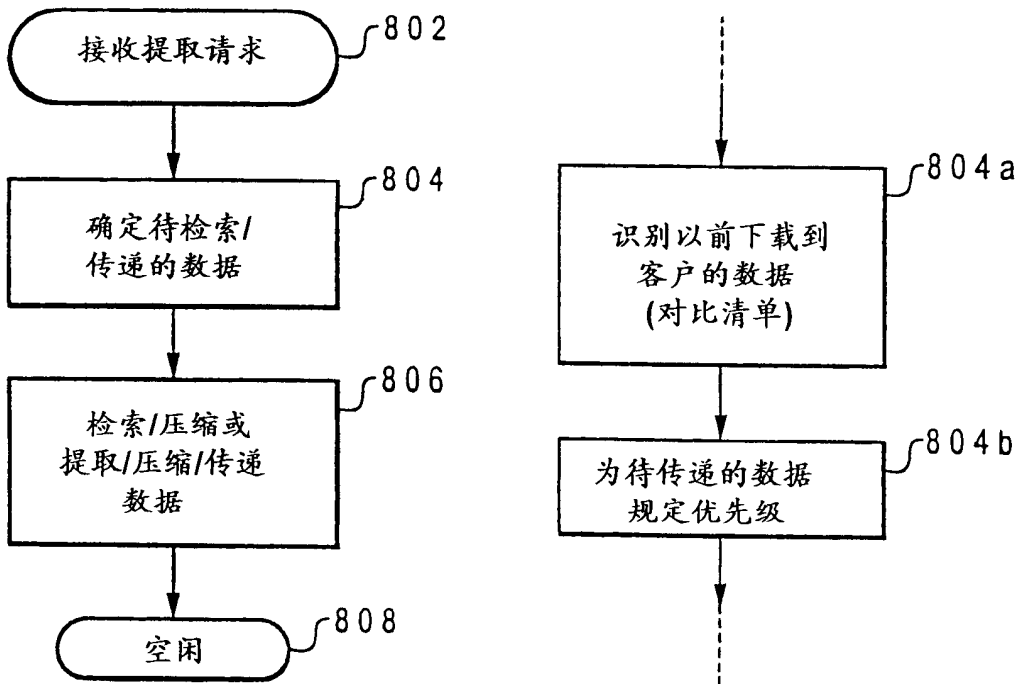 接收提取请求
802
确定待检索/
传递的数据
804
检索/压缩或
提取/压缩/传递
数据
806
空闲
808
识别以前下载到
客户的数据
(对比清单)
804a
为待传递的数据
规定优先级
804b